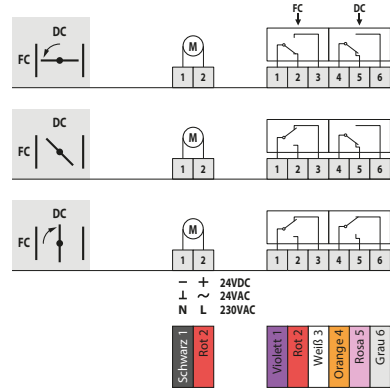 FC DC
DC
FC
M
1 2 1 2 3 4 5 6
DC
FC
M
1 2 1 2 3 4 5 6
DC
FC
M
1 2 1 2 3 4 5 6
− + 24VDC
⊥ ~ 24VAC
N L 230VAC
Schwarz 1
Rot 2
Violett 1
Rot 2
Weiß 3
Orange 4
Rosa 5
Grau 6